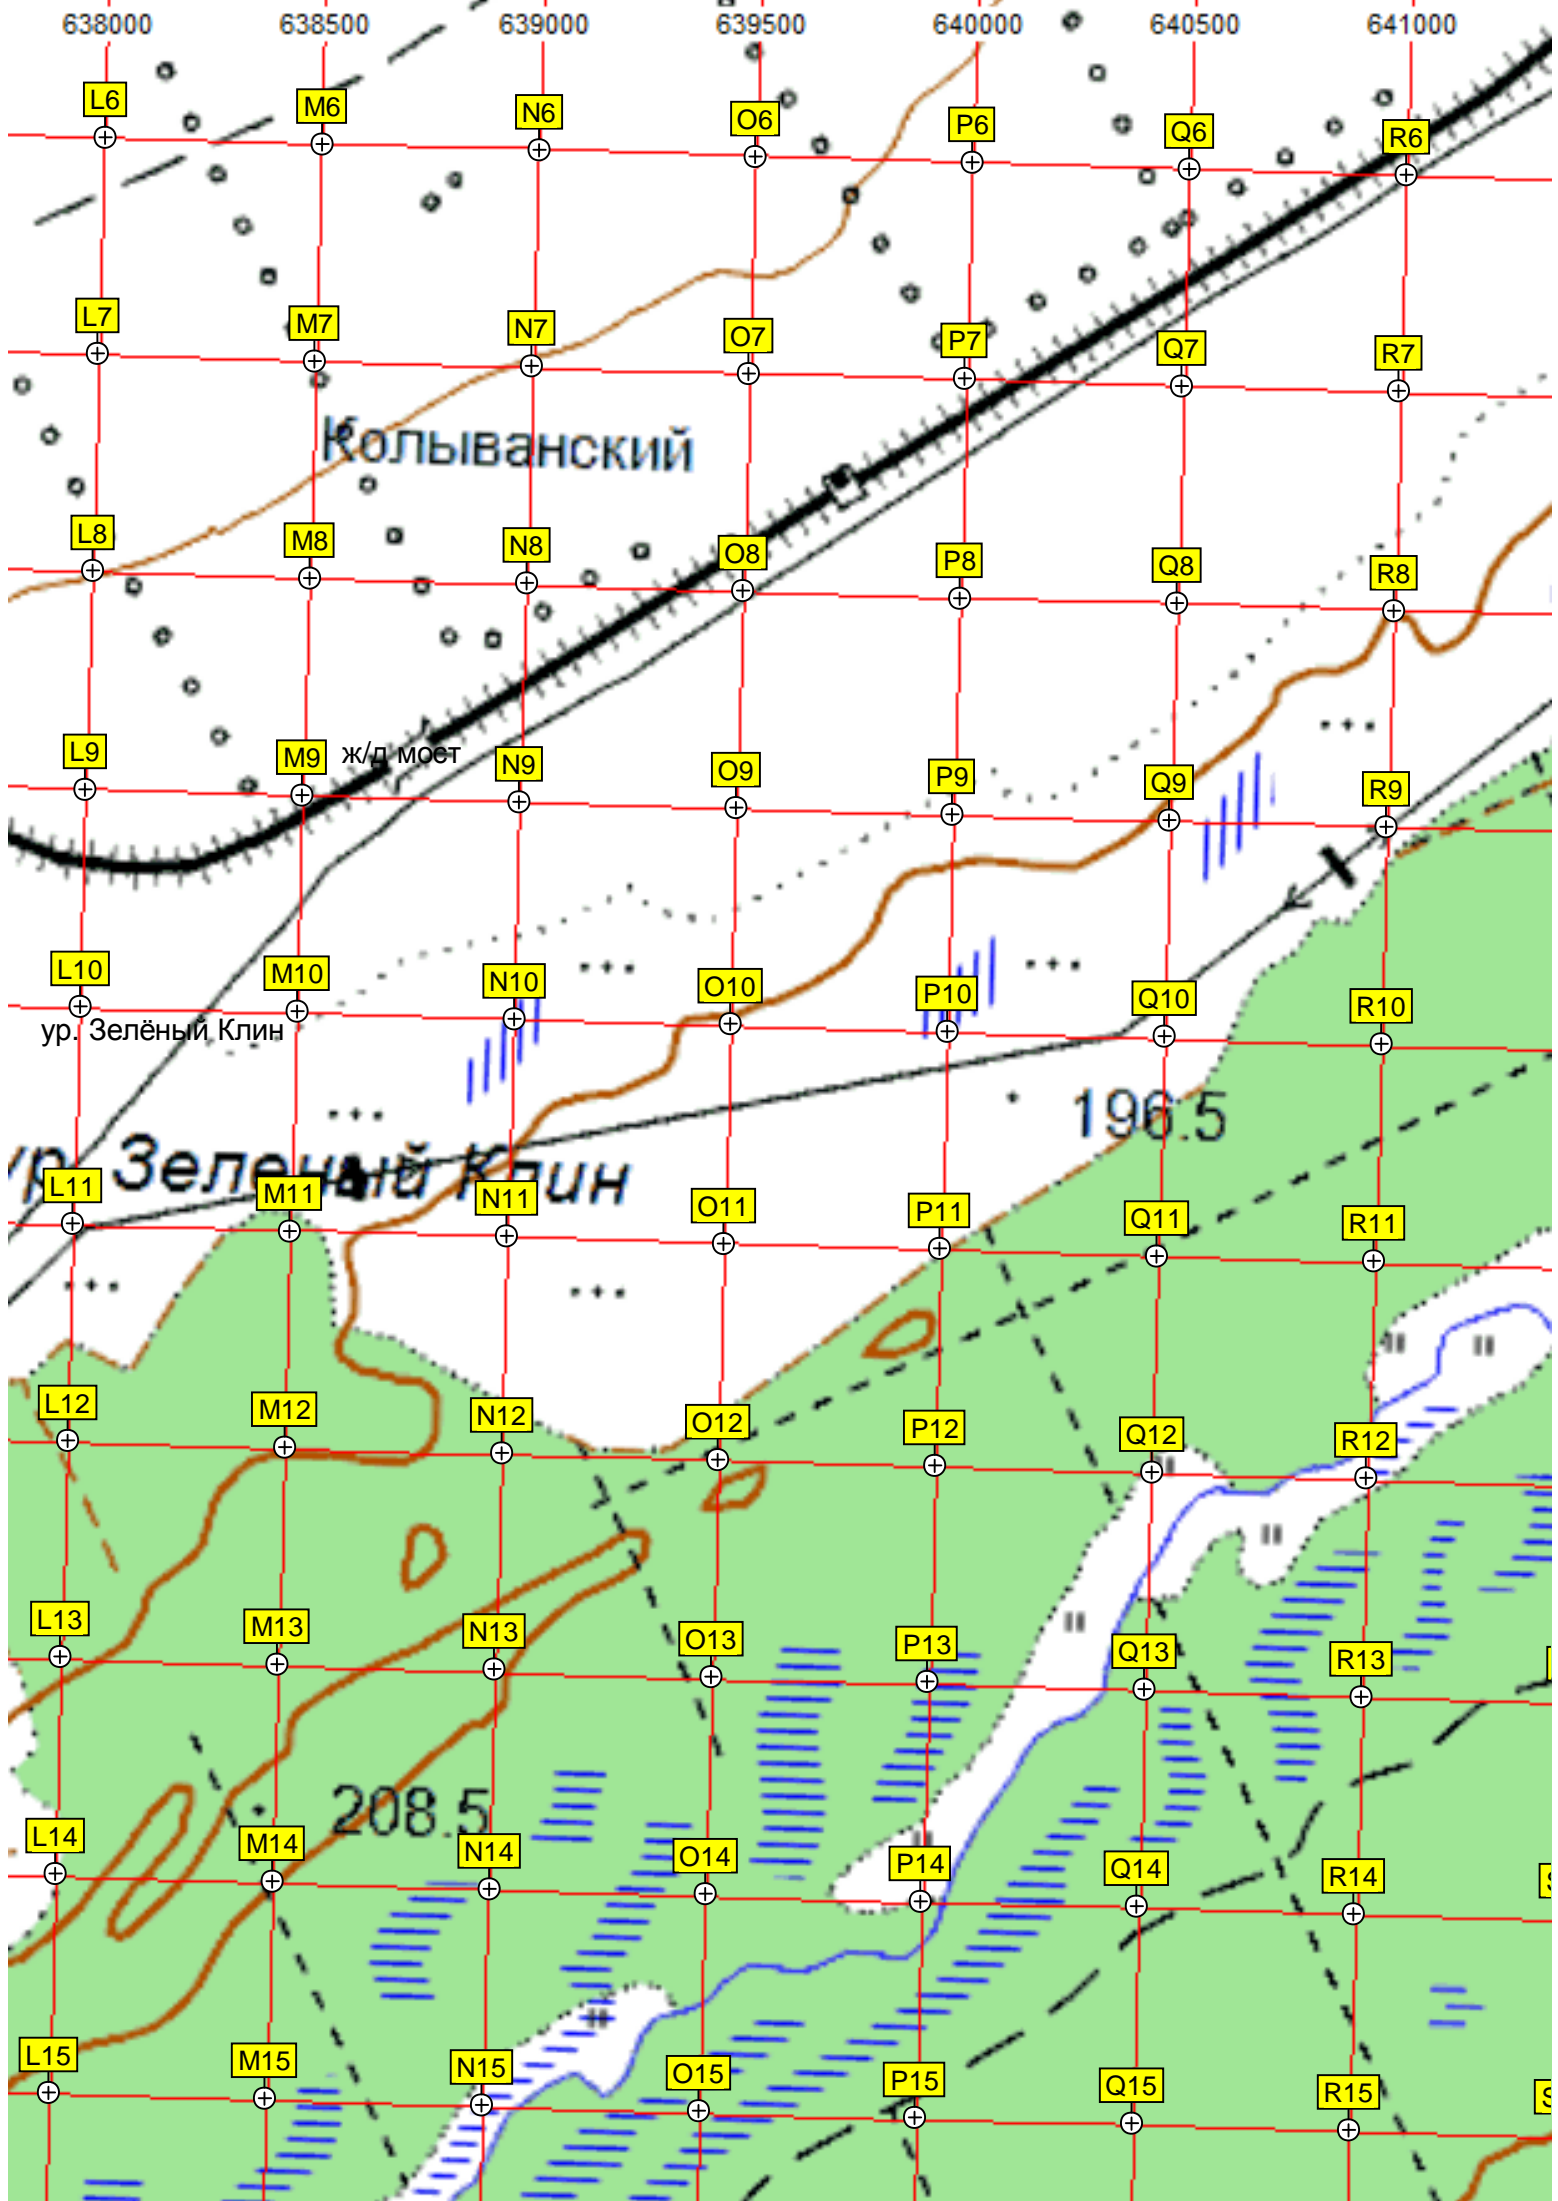 638000 638500 639000 639500 640000 640500 641000
L6 M6 N6 O6 P6 Q6 R6
L7 M7 N7 O7 P7 Q7 R7
Колыванский
L8 M8 N8 O8 P8 Q8 R8
ж/д мост
L9 M9 N9 O9 P9 Q9 R9
L10 M10 N10 O10 P10 Q10 R10
ур. Зелёный Клин
196.5
ур. Зеленый Клин
L11 M11 N11 O11 P11 Q11 R11
L12 M12 N12 O12 P12 Q12 R12
L13 M13 N13 O13 P13 Q13 R13
208.5
L14 M14 N14 O14 P14 Q14 R14
L15 M15 N15 O15 P15 Q15 R15